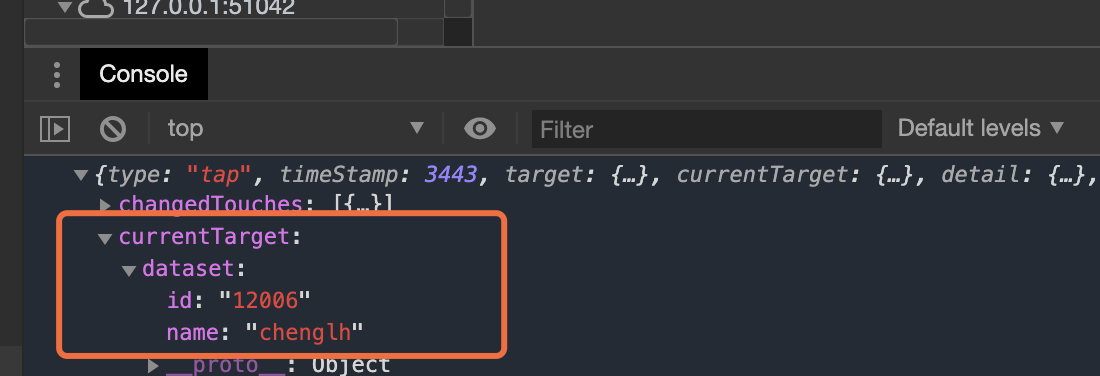 127.0.0.1:51042
Console
top Filter Default levels
{type: "tap", timeStamp: 3443, target: {…}, currentTarget: {…}, detail: {…},
changedTouches: [{…}]
currentTarget:
dataset:
id: "12006"
name: "chenglh"
__proto__: Object